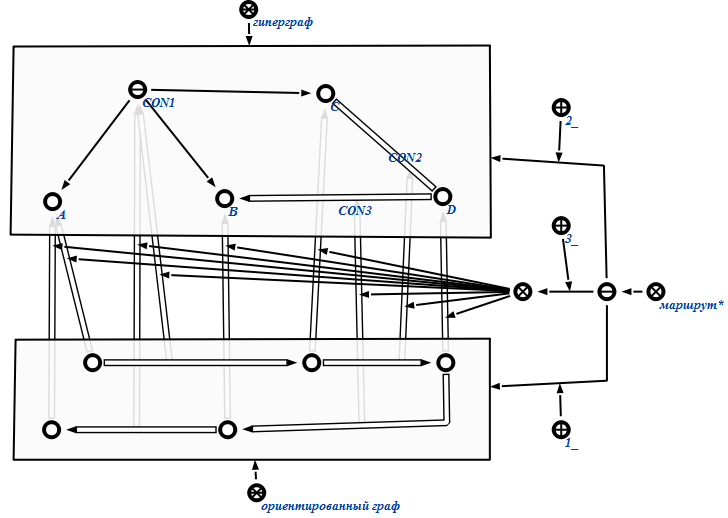 гиперграф
CON1
C
2_
CON2
A
B
CON3
D
3_
маршрут*
1_
ориентированный граф